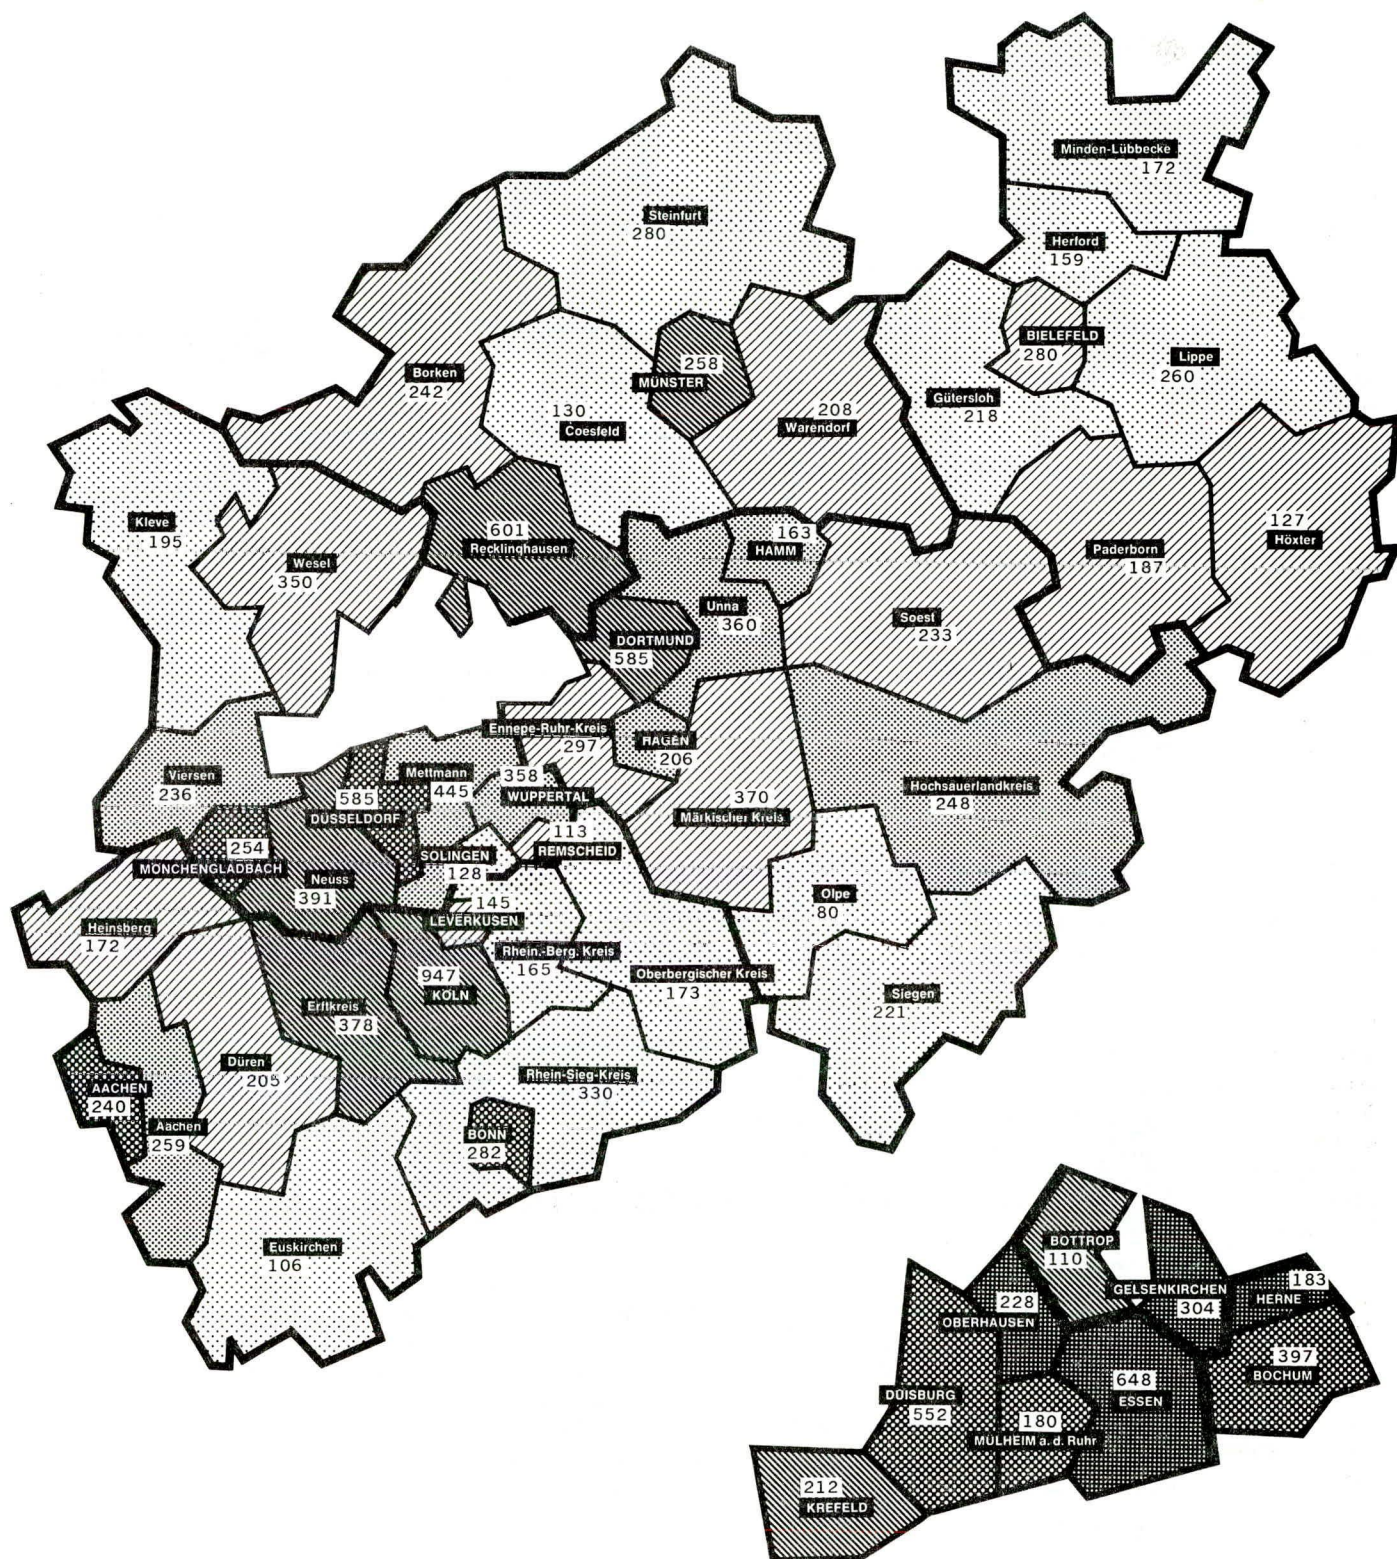 Minden-Lübbecke
172
Steinfurt
280
Herford
159
BIELEFELD
280
Lippe
260
Borken
242
258
MÜNSTER
130
Coesfeld
208
Warendorf
Gütersloh
218
Kleve
195
Wesel
350
601
Recklinghausen
163
HAMM
127
Höxter
Paderborn
187
Unna
360
Soest
233
DORTMUND
585
Ennepe-Ruhr-Kreis
297
HAGEN
206
Viersen
236
Mettmann
445
358
WUPPERTAL
585
DÜSSELDORF
Hochsauerlandkreis
248
370
Märkischer Kreis
113
REMSCHEID
254
MÖNCHENGLADBACH
SOLINGEN
128
Neuss
391
145
LEVERKUSEN
Olpe
80
Heinsberg
172
Rhein.-Berg. Kreis
165
Oberbergischer Kreis
173
947
KÖLN
Siegen
221
Erftkreis
378
Düren
205
Rhein-Sieg-Kreis
330
AACHEN
240
Aachen
259
BONN
282
Euskirchen
106
BOTTROP
110
GELSENKIRCHEN
304
183
HERNE
228
OBERHAUSEN
397
BOCHUM
648
ESSEN
DUISBURG
552
180
MÜLHEIM a. d. Ruhr
212
KREFELD